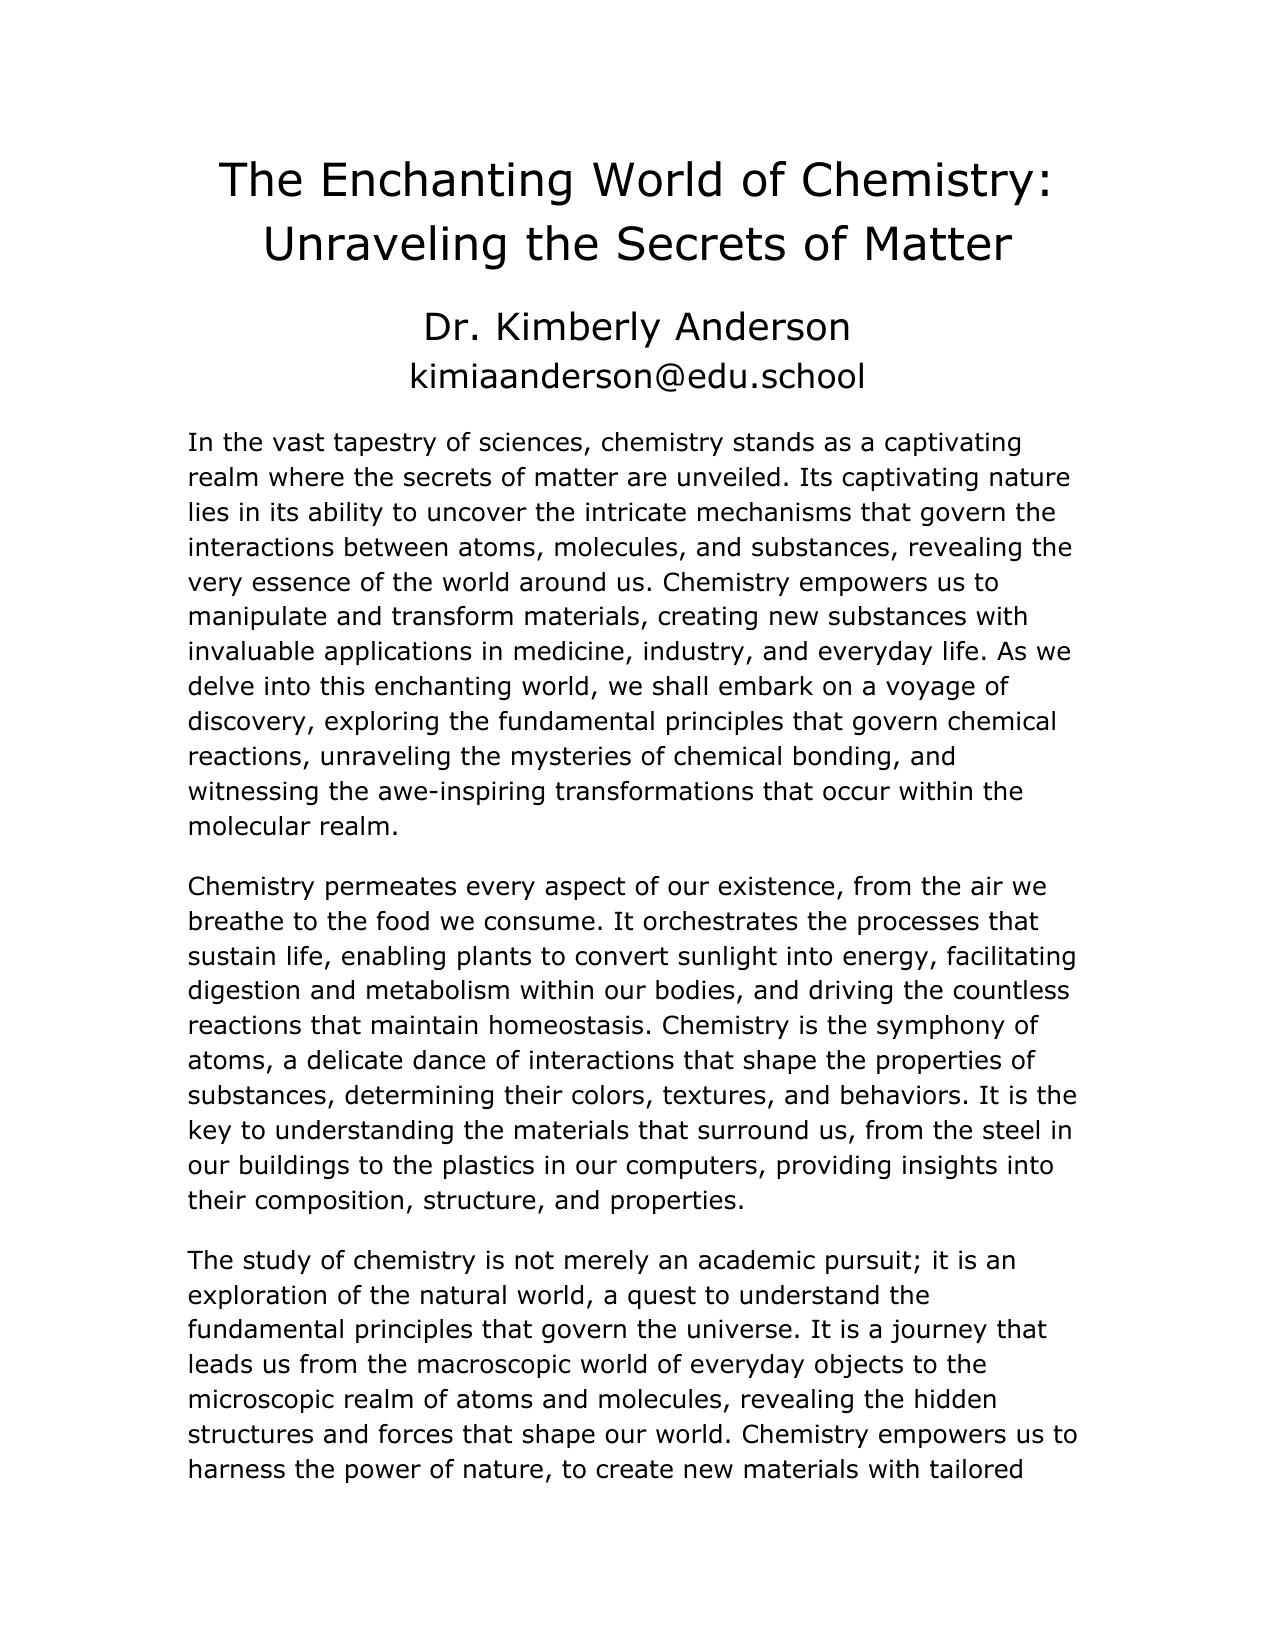 The Enchanting World of Chemistry:
Unraveling the Secrets of Matter
Dr. Kimberly Anderson
kimiaanderson@edu.school
In the vast tapestry of sciences, chemistry stands as a captivating
realm where the secrets of matter are unveiled. Its captivating nature
lies in its ability to uncover the intricate mechanisms that govern the
interactions between atoms, molecules, and substances, revealing the
very essence of the world around us. Chemistry empowers us to
manipulate and transform materials, creating new substances with
invaluable applications in medicine, industry, and everyday life. As we
delve into this enchanting world, we shall embark on a voyage of
discovery, exploring the fundamental principles that govern chemical
reactions, unraveling the mysteries of chemical bonding, and
witnessing the awe-inspiring transformations that occur within the
molecular realm.
Chemistry permeates every aspect of our existence, from the air we
breathe to the food we consume. It orchestrates the processes that
sustain life, enabling plants to convert sunlight into energy, facilitating
digestion and metabolism within our bodies, and driving the countless
reactions that maintain homeostasis. Chemistry is the symphony of
atoms, a delicate dance of interactions that shape the properties of
substances, determining their colors, textures, and behaviors. It is the
key to understanding the materials that surround us, from the steel in
our buildings to the plastics in our computers, providing insights into
their composition, structure, and properties.
The study of chemistry is not merely an academic pursuit; it is an
exploration of the natural world, a quest to understand the
fundamental principles that govern the universe. It is a journey that
leads us from the macroscopic world of everyday objects to the
microscopic realm of atoms and molecules, revealing the hidden
structures and forces that shape our world. Chemistry empowers us to
harness the power of nature, to create new materials with tailored